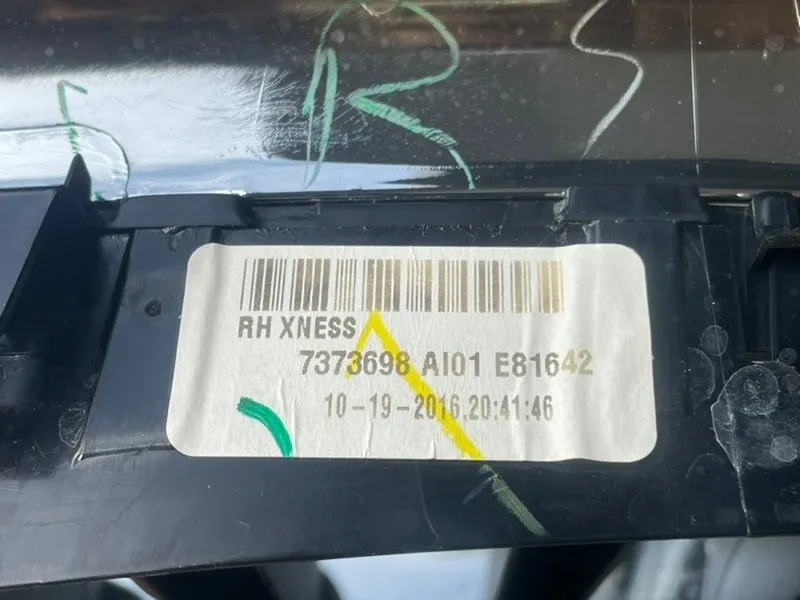 R
RH XNESS
7373698 AI01 E81642
10-19-2016,20:41:46